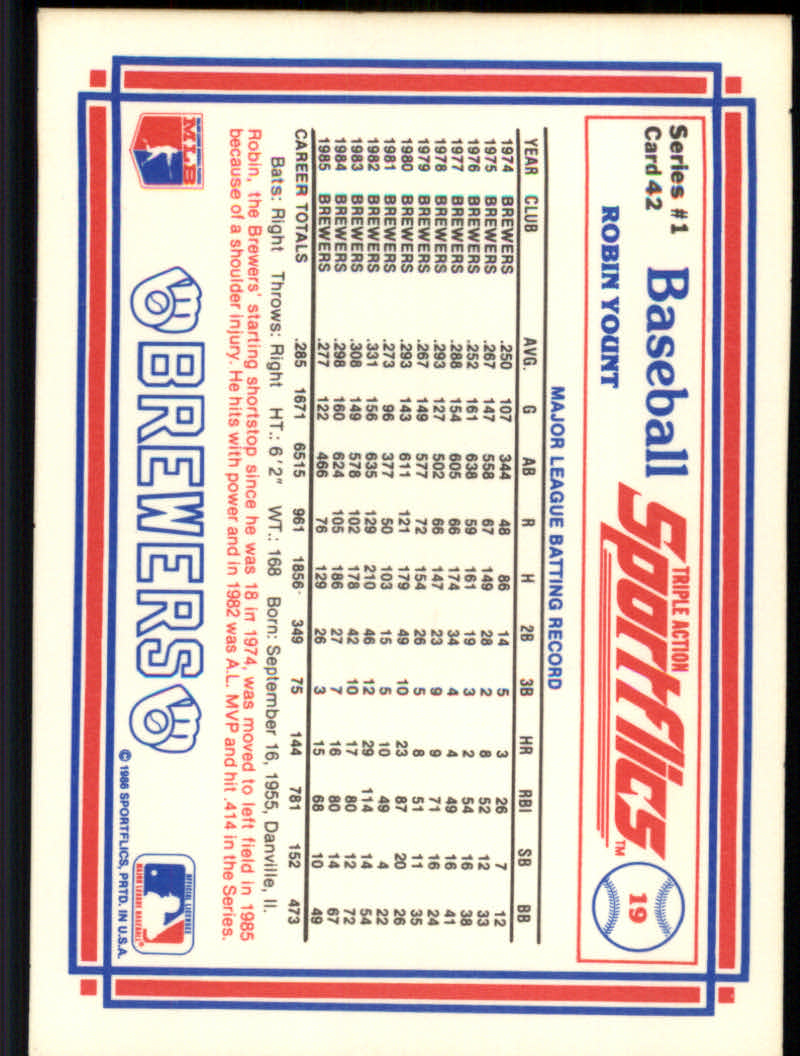 Series #1
Card 42
Baseball
TRIPLE ACTION
Sportflics™
19
ROBIN YOUNT
MAJOR LEAGUE BATTING RECORD
YEAR CLUB AVG. G AB R H 2B 3B HR RBI SB BB
1974 BREWERS .250 107 344 48 86 14 5 3 26 7 12
1975 BREWERS .267 147 558 67 149 28 2 8 52 12 33
1976 BREWERS .252 161 638 59 161 19 3 2 54 16 38
1977 BREWERS .288 154 605 66 174 34 4 4 49 16 41
1978 BREWERS .293 127 502 66 147 23 9 9 71 16 24
1979 BREWERS .267 149 577 72 154 26 5 8 51 11 35
1980 BREWERS .293 143 611 121 179 49 10 23 87 20 26
1981 BREWERS .273 96 377 50 103 15 5 10 49 4 22
1982 BREWERS .331 156 635 129 210 46 12 29 114 14 54
1983 BREWERS .308 149 578 102 178 42 10 17 80 12 72
1984 BREWERS .298 160 624 105 186 27 7 16 80 14 67
1985 BREWERS .277 122 466 76 129 26 3 15 68 10 49
CAREER TOTALS .285 1671 6515 961 1856 349 75 144 781 152 473
Bats: Right Throws: Right HT.: 6'2" WT.: 168 Born: September 16, 1955, Danville, Il.
Robin, the Brewers' starting shortstop since he was 18 in 1974, was moved to left field in 1985
because of a shoulder injury. He hits with power and in 1982 was A.L. MVP and hit .414 in the Series.
MLB
BREWERS
OFFICIAL LICENSEE
MAJOR LEAGUE BASEBALL®
© 1986 SPORTFLICS, PRTD. IN U.S.A.